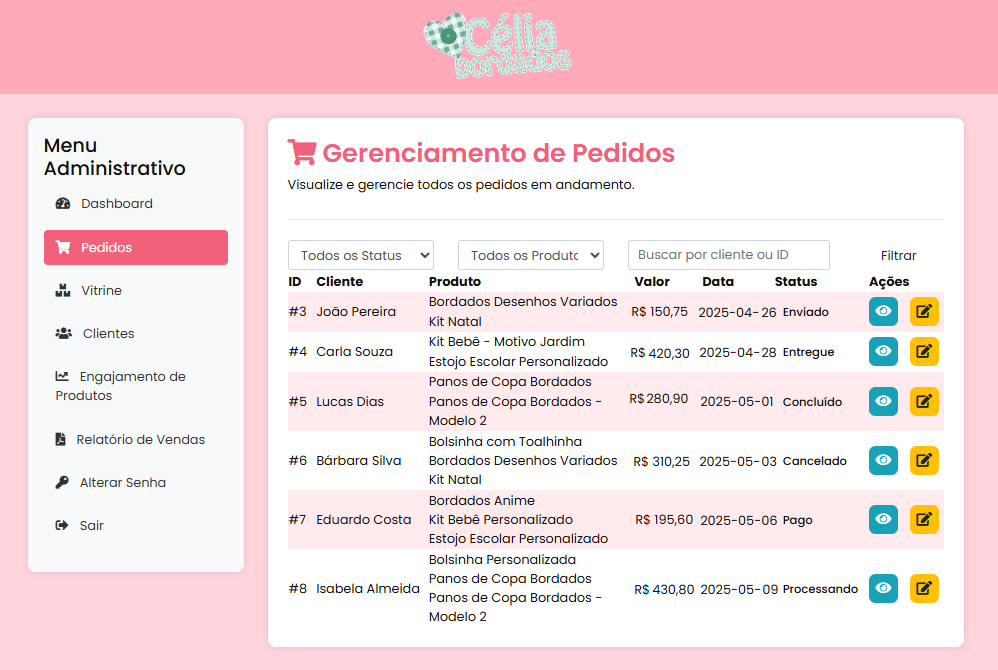 Célia
bordados
Menu
Administrativo
Dashboard
Pedidos
Vitrine
Clientes
Engajamento de
Produtos
Relatório de Vendas
Alterar Senha
Sair
Gerenciamento de Pedidos
Visualize e gerencie todos os pedidos em andamento.
Todos os Status Todos os Produtc Buscar por cliente ou ID Filtrar
ID Cliente Produto Valor Data Status Ações
Bordados Desenhos Variados
#3 João Pereira R$ 150,75 2025-04-26 Enviado
Kit Natal
Kit Bebê - Motivo Jardim
#4 Carla Souza R$ 420,30 2025-04-28 Entregue
Estojo Escolar Personalizado
Panos de Copa Bordados
#5 Lucas Dias Panos de Copa Bordados - R$ 280,90 2025-05-01 Concluído
Modelo 2
Bolsinha com Toalhinha
#6 Bárbara Silva Bordados Desenhos Variados R$ 310,25 2025-05-03 Cancelado
Kit Natal
Bordados Anime
#7 Eduardo Costa Kit Bebê Personalizado R$ 195,60 2025-05-06 Pago
Estojo Escolar Personalizado
Bolsinha Personalizada
Panos de Copa Bordados
#8 Isabela Almeida R$ 430,80 2025-05-09 Processando
Panos de Copa Bordados -
Modelo 2